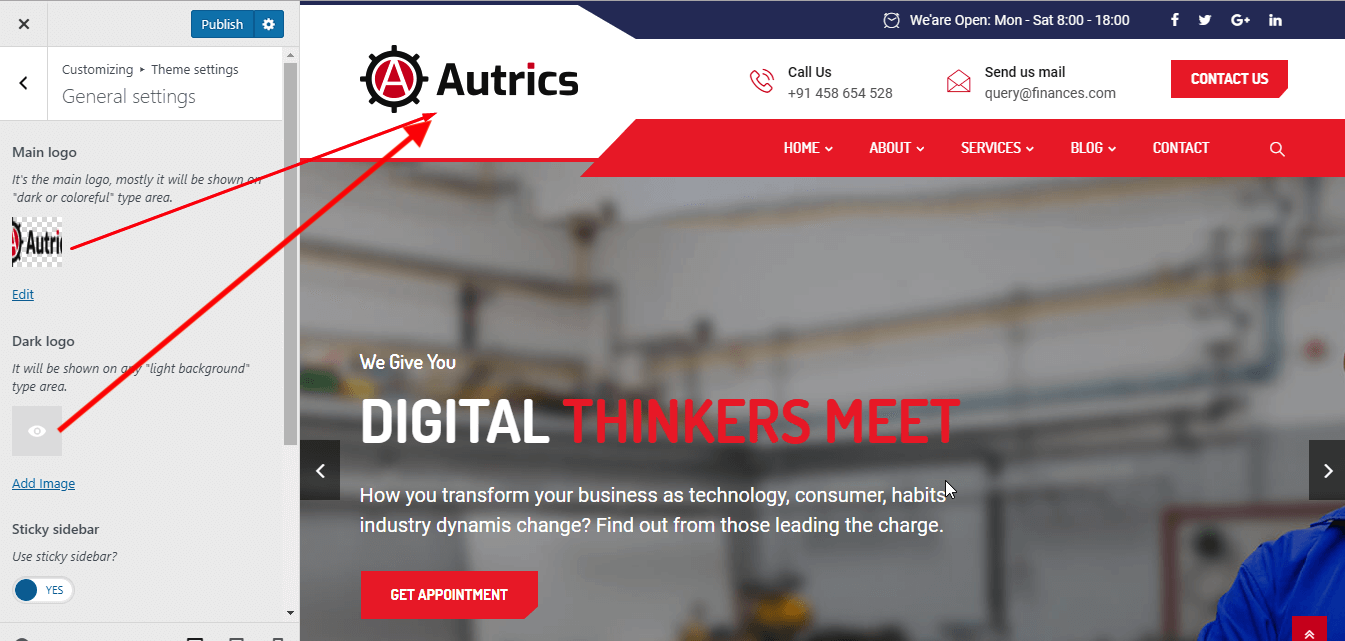 Publish
Customizing ▸ Theme settings
General settings
Main logo
It's the main logo, mostly it will be shown on
"dark or coloreful" type area.
Autri
Edit
Dark logo
It will be shown on any "light background"
type area.
Add Image
Sticky sidebar
Use sticky sidebar?
YES
We'are Open: Mon - Sat 8:00 - 18:00
Autrics
Call Us
+91 458 654 528
Send us mail
query@finances.com
CONTACT US
HOME
ABOUT
SERVICES
BLOG
CONTACT
We Give You
DIGITAL THINKERS MEET
How you transform your business as technology, consumer, habits
industry dynamis change? Find out from those leading the charge.
GET APPOINTMENT